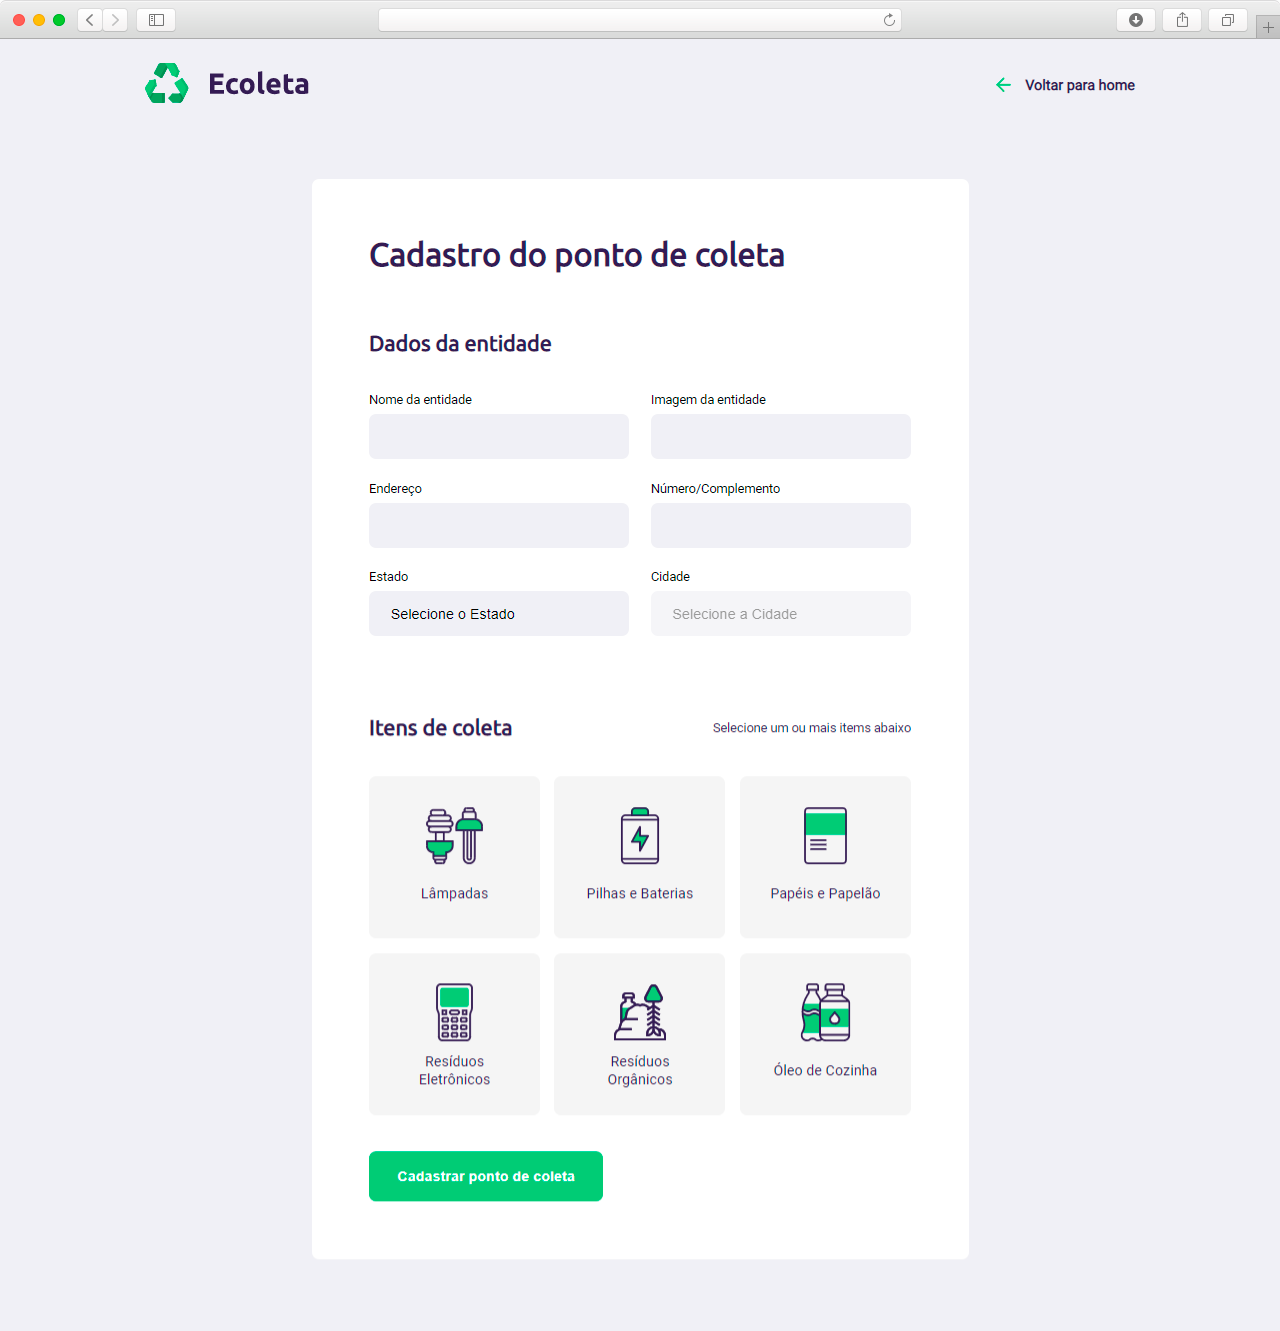 Ecoleta
Voltar para home
Cadastro do ponto de coleta
Dados da entidade
Nome da entidade
Imagem da entidade
Endereço
Número/Complemento
Estado
Cidade
Selecione o Estado
Selecione a Cidade
Itens de coleta
Selecione um ou mais items abaixo
Lâmpadas
Pilhas e Baterias
Papéis e Papelão
Resíduos
Eletrônicos
Resíduos
Orgânicos
Óleo de Cozinha
Cadastrar ponto de coleta